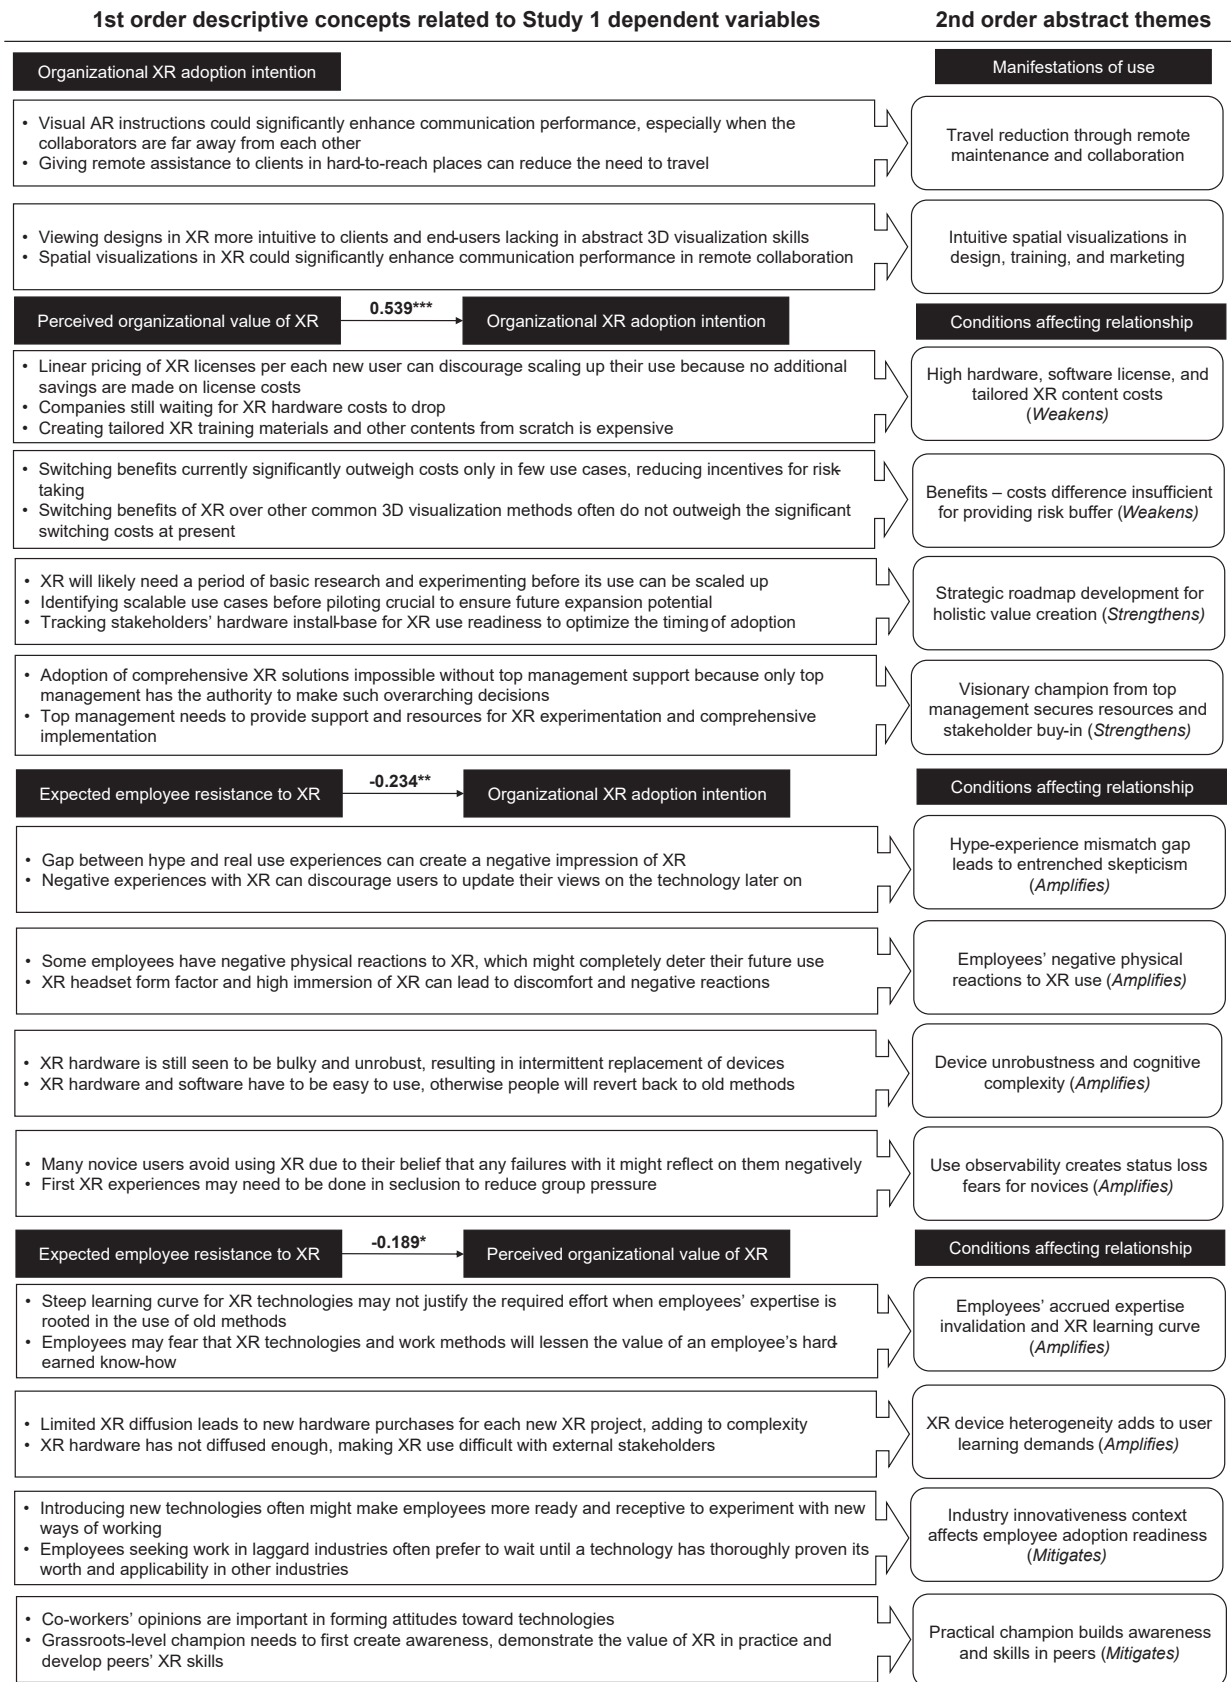 1st order descriptive concepts related to Study 1 dependent variables
2nd order abstract themes
Organizational XR adoption intention
Manifestations of use
• Visual AR instructions could significantly enhance communication performance, especially when the
collaborators are far away from each other
• Giving remote assistance to clients in hard-to-reach places can reduce the need to travel
Travel reduction through remote
maintenance and collaboration
• Viewing designs in XR more intuitive to clients and end-users lacking in abstract 3D visualization skills
• Spatial visualizations in XR could significantly enhance communication performance in remote collaboration
Intuitive spatial visualizations in
design, training, and marketing
Perceived organizational value of XR
0.539***
Organizational XR adoption intention
Conditions affecting relationship
• Linear pricing of XR licenses per each new user can discourage scaling up their use because no additional
savings are made on license costs
• Companies still waiting for XR hardware costs to drop
• Creating tailored XR training materials and other contents from scratch is expensive
High hardware, software license, and
tailored XR content costs
(Weakens)
• Switching benefits currently significantly outweigh costs only in few use cases, reducing incentives for risk-
taking
• Switching benefits of XR over other common 3D visualization methods often do not outweigh the significant
switching costs at present
Benefits – costs difference insufficient
for providing risk buffer (Weakens)
• XR will likely need a period of basic research and experimenting before its use can be scaled up
• Identifying scalable use cases before piloting crucial to ensure future expansion potential
• Tracking stakeholders’ hardware install-base for XR use readiness to optimize the timing of adoption
Strategic roadmap development for
holistic value creation (Strengthens)
• Adoption of comprehensive XR solutions impossible without top management support because only top
management has the authority to make such overarching decisions
• Top management needs to provide support and resources for XR experimentation and comprehensive
implementation
Visionary champion from top
management secures resources and
stakeholder buy-in (Strengthens)
Expected employee resistance to XR
-0.234**
Organizational XR adoption intention
Conditions affecting relationship
• Gap between hype and real use experiences can create a negative impression of XR
• Negative experiences with XR can discourage users to update their views on the technology later on
Hype-experience mismatch gap
leads to entrenched skepticism
(Amplifies)
• Some employees have negative physical reactions to XR, which might completely deter their future use
• XR headset form factor and high immersion of XR can lead to discomfort and negative reactions
Employees’ negative physical
reactions to XR use (Amplifies)
• XR hardware is still seen to be bulky and unrobust, resulting in intermittent replacement of devices
• XR hardware and software have to be easy to use, otherwise people will revert back to old methods
Device unrobustness and cognitive
complexity (Amplifies)
• Many novice users avoid using XR due to their belief that any failures with it might reflect on them negatively
• First XR experiences may need to be done in seclusion to reduce group pressure
Use observability creates status loss
fears for novices (Amplifies)
Expected employee resistance to XR
-0.189*
Perceived organizational value of XR
Conditions affecting relationship
• Steep learning curve for XR technologies may not justify the required effort when employees’ expertise is
rooted in the use of old methods
• Employees may fear that XR technologies and work methods will lessen the value of an employee’s hard-
earned know-how
Employees’ accrued expertise
invalidation and XR learning curve
(Amplifies)
• Limited XR diffusion leads to new hardware purchases for each new XR project, adding to complexity
• XR hardware has not diffused enough, making XR use difficult with external stakeholders
XR device heterogeneity adds to user
learning demands (Amplifies)
• Introducing new technologies often might make employees more ready and receptive to experiment with new
ways of working
• Employees seeking work in laggard industries often prefer to wait until a technology has thoroughly proven its
worth and applicability in other industries
Industry innovativeness context
affects employee adoption readiness
(Mitigates)
• Co-workers’ opinions are important in forming attitudes toward technologies
• Grassroots-level champion needs to first create awareness, demonstrate the value of XR in practice and
develop peers’ XR skills
Practical champion builds awareness
and skills in peers (Mitigates)